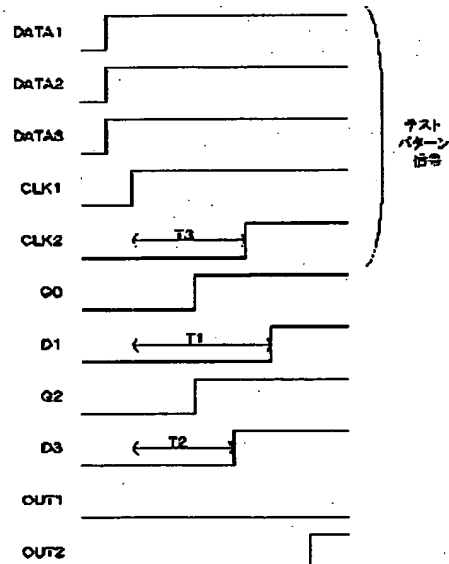 DATA1
DATA2
DATA3
CLK1
CLK2
T3
Q0
D1
T1
Q2
D3
T2
OUT1
OUT2
テスト
パターン
信号